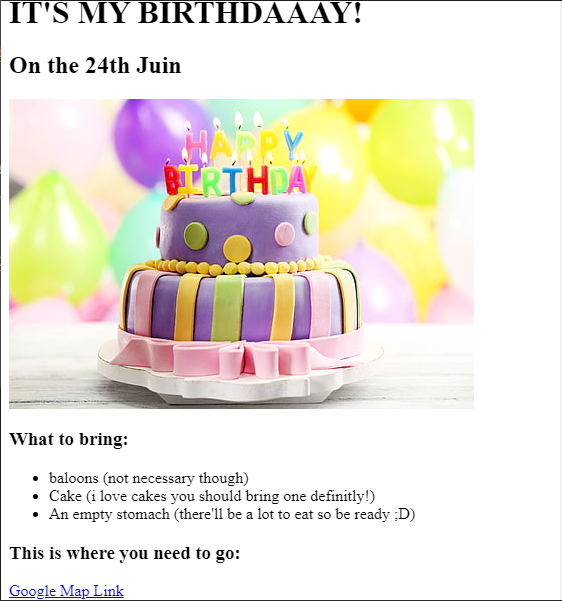 IT'S MY BIRTHDAAAY!
On the 24th Juin
HAPPY
BIRTHDAY
What to bring:
baloons (not necessary though)
Cake (i love cakes you should bring one definitly!)
An empty stomach (there'll be a lot to eat so be ready ;D)
This is where you need to go:
Google Map Link